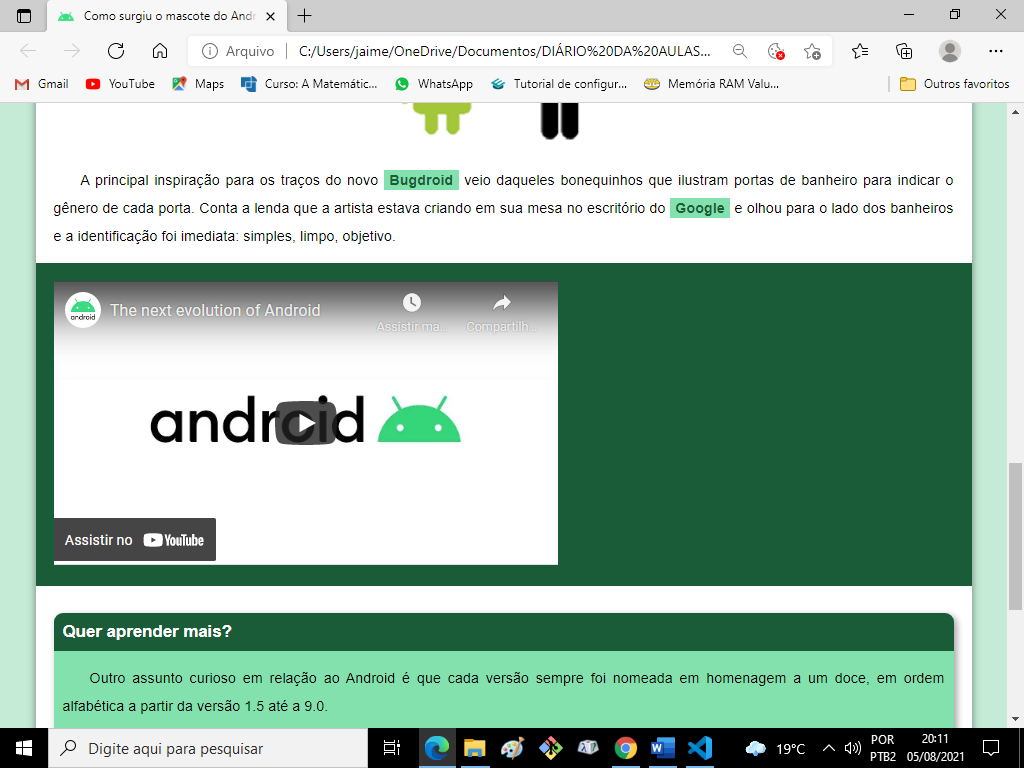 Como surgiu o mascote do Andr
Arquivo
C:/Users/jaime/OneDrive/Documentos/DIÁRIO%20DA%20AULAS...
Gmail
YouTube
Maps
Curso: A Matemátic...
WhatsApp
Tutorial de configur...
Memória RAM Valu...
Outros favoritos
A principal inspiração para os traços do novo Bugdroid veio daqueles bonequinhos que ilustram portas de banheiro para indicar o
gênero de cada porta. Conta a lenda que a artista estava criando em sua mesa no escritório do Google e olhou para o lado dos banheiros
e a identificação foi imediata: simples, limpo, objetivo.
android
The next evolution of Android
Assistir ma...
Compartilh...
android
Assistir no YouTube
Quer aprender mais?
Outro assunto curioso em relação ao Android é que cada versão sempre foi nomeada em homenagem a um doce, em ordem
alfabética a partir da versão 1.5 até a 9.0.
Digite aqui para pesquisar
19°C
POR
PTB2
20:11
05/08/2021